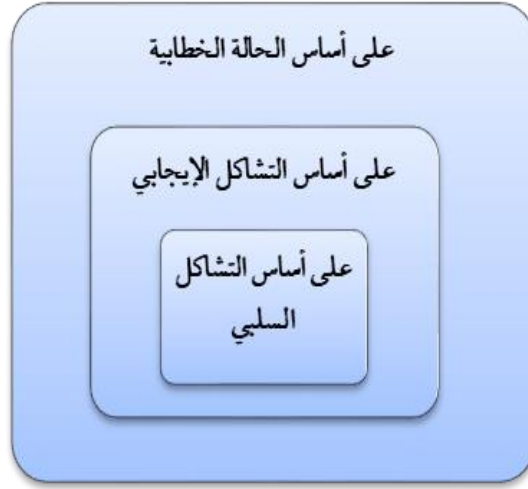 على أساس الحالة الخطابية
على أساس التشاكل الإيجابي
على أساس التشاكل
السلبي